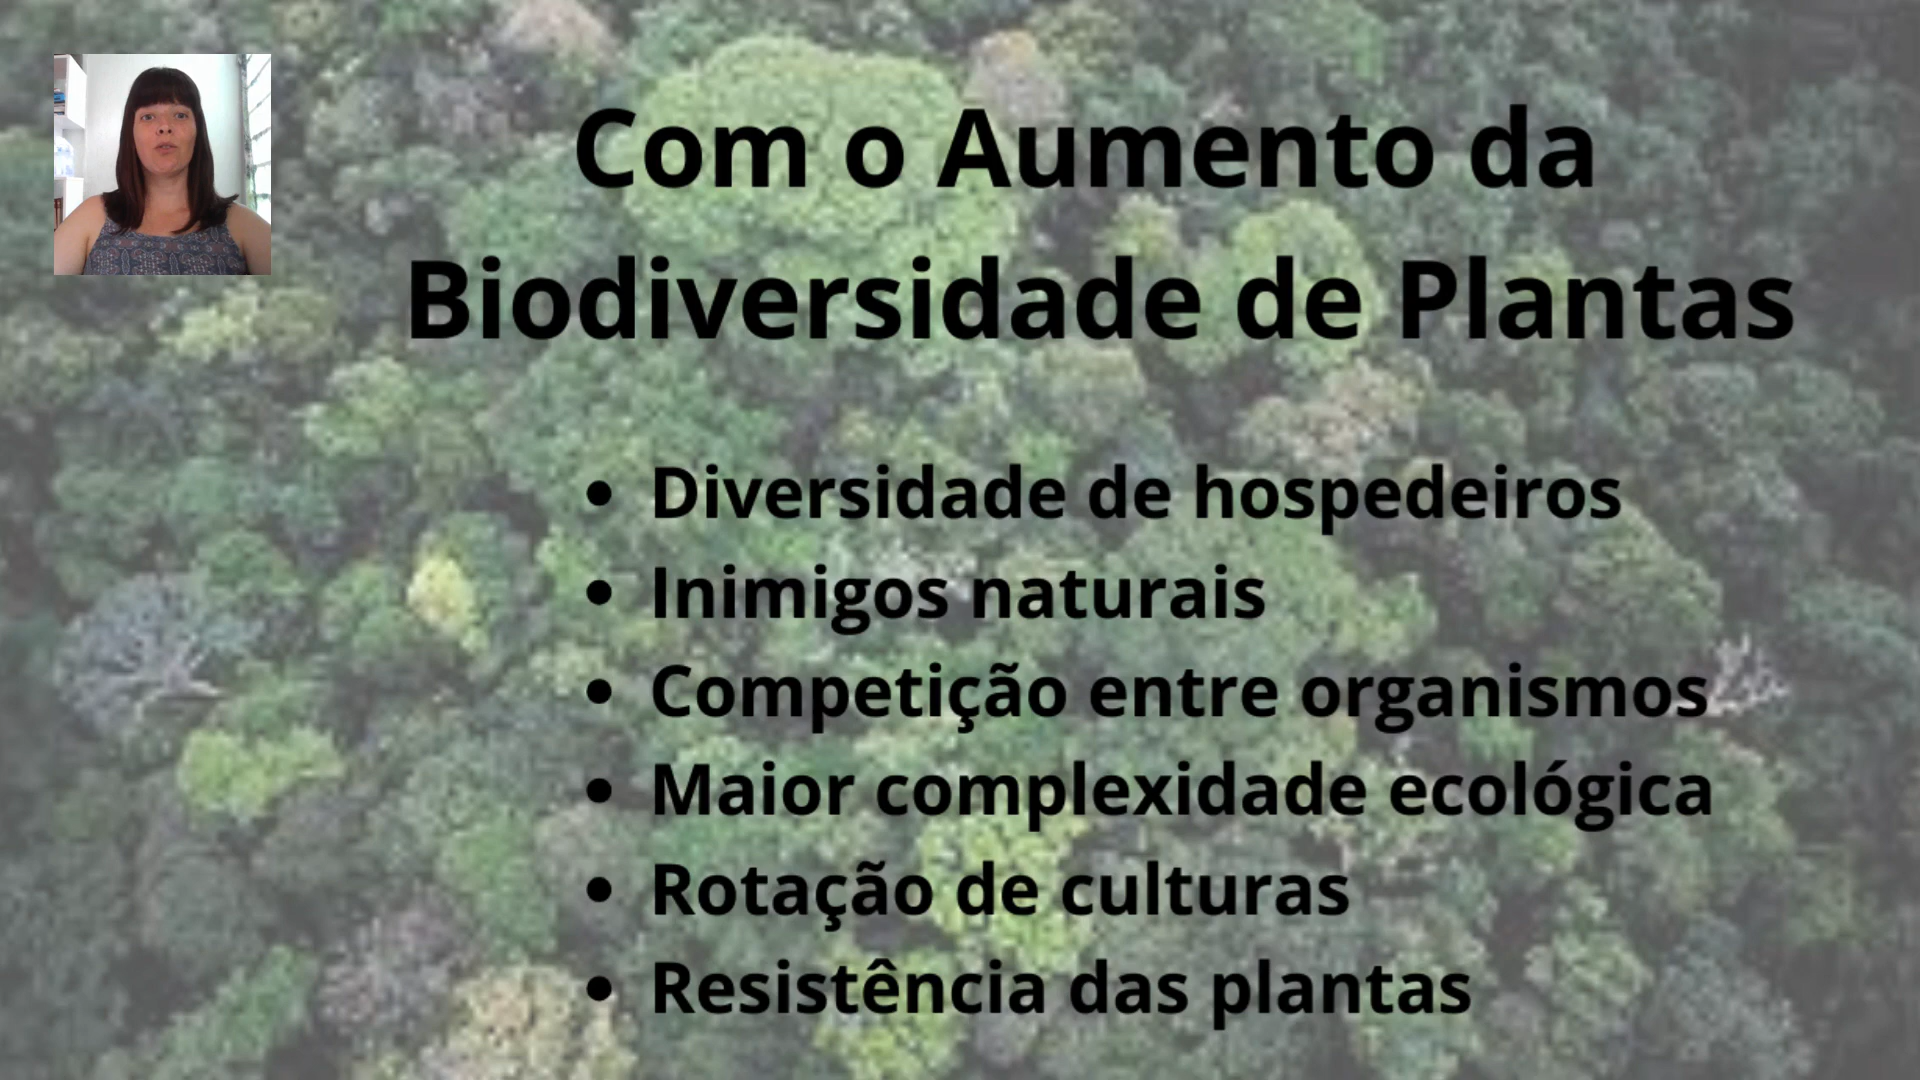 Com o Aumento da
Biodiversidade de Plantas
• Diversidade de hospedeiros
• Inimigos naturais
• Competição entre organismos
• Maior complexidade ecológica
• Rotação de culturas
• Resistência das plantas